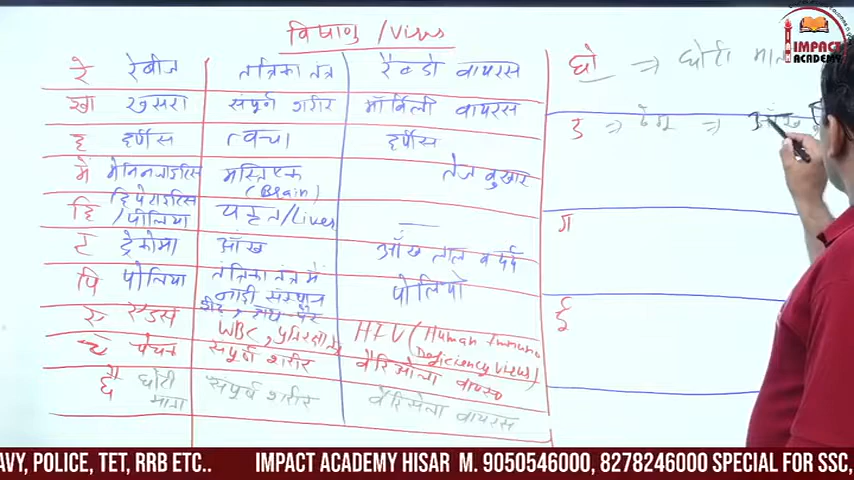 विषाणु / Virus
रे रेबीज तन्त्रिका तंत्र रैब्डो वायरस
खा खसरा संपूर्ण शरीर मॉर्बिली वायरस
ह हर्पीस त्वचा हर्पीस
में मेनिनजाइटिस मस्तिष्क (Brain) तेज बुखार
हि हिपेटाइटिस /पीलिया यकृत/Liver —
ट ट्रेकोमा आँख आँख लाल व दर्द
पि पोलियो तंत्रिका तंत्र में नाडी संस्थान पोलियो
ए एडस WBC, HIV (Human Immuno Deficiency Virus)
चे चेचक संपूर्ण शरीर वैरिओला वायरस
है छोटी माता संपूर्ण शरीर वैरिसेला वायरस
छो ⇒ छोटी माता
ड ⇒ डेंगू ⇒
ग
ई
IMPACT ACADEMY
AVY, POLICE, TET, RRB ETC.. IMPACT ACADEMY HISAR M. 9050546000, 8278246000 SPECIAL FOR SSC,